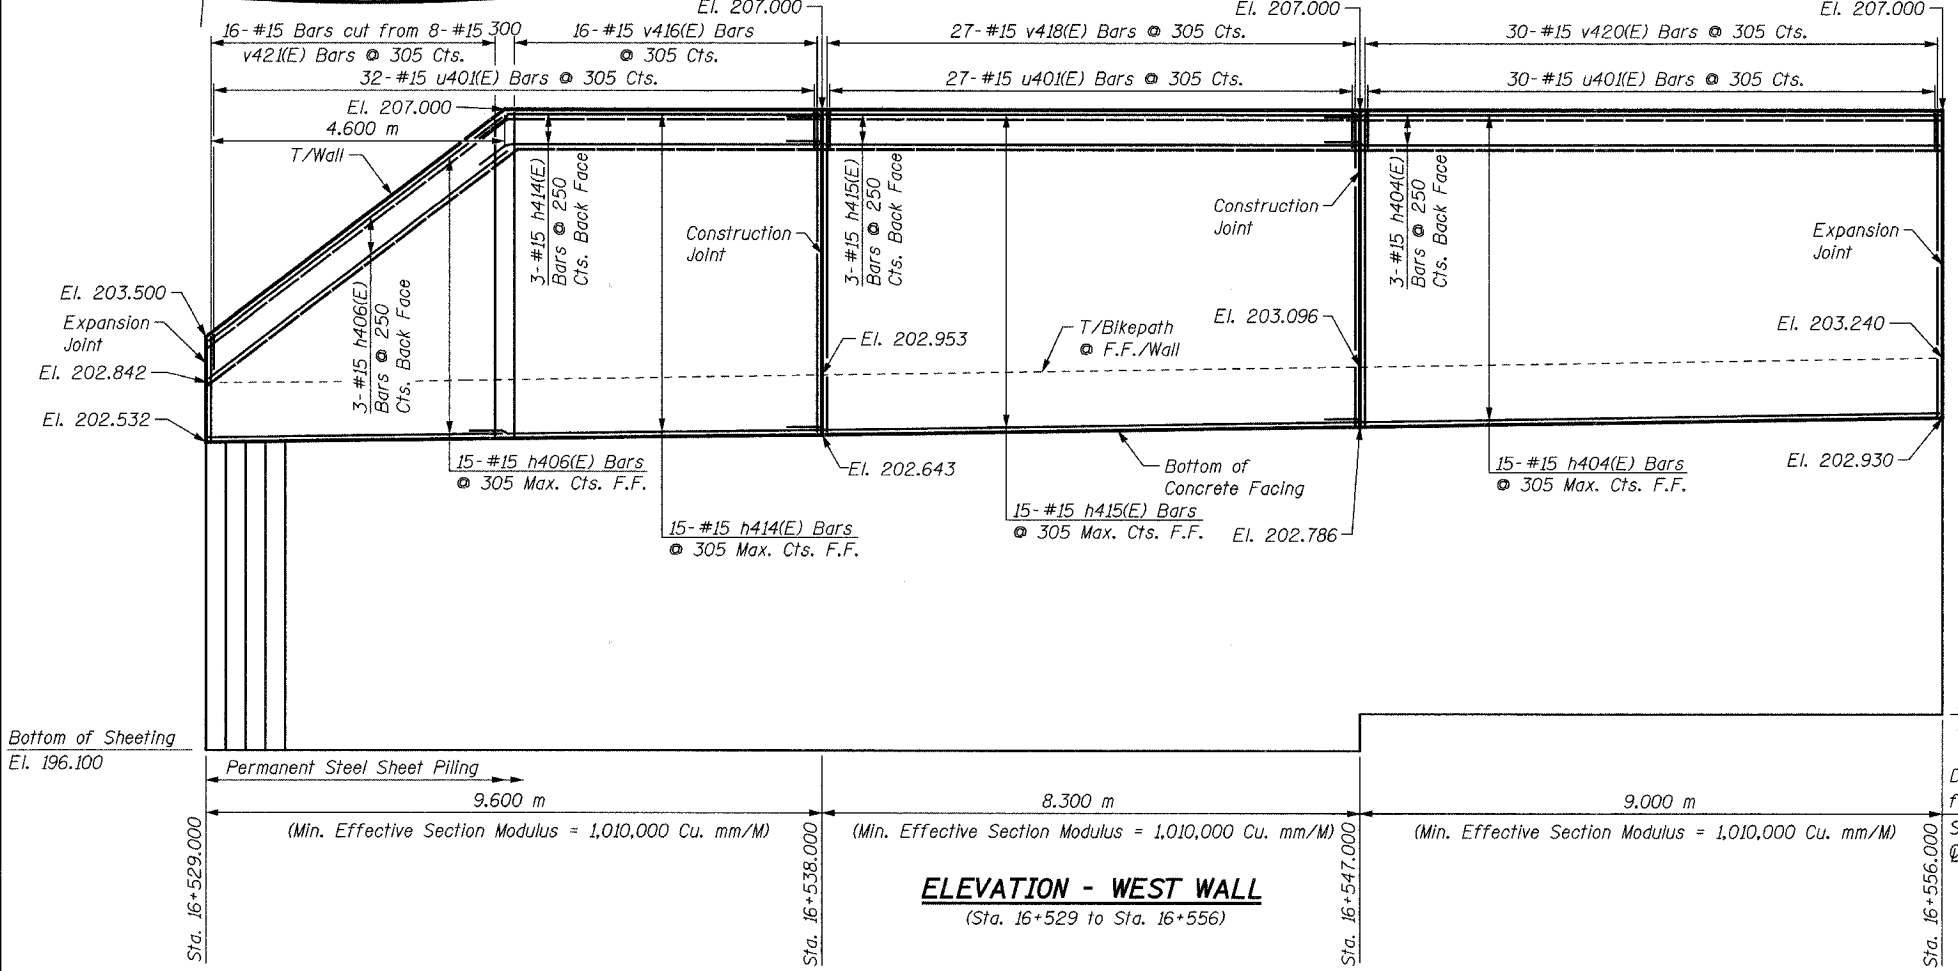 El. 207.000
El. 207.000
El. 207.000
16-#15 Bars cut from 8-#15
v421(E) Bars @ 305 Cts.
300
16-#15 v416(E) Bars
@ 305 Cts.
27-#15 v418(E) Bars @ 305 Cts.
30-#15 v420(E) Bars @ 305 Cts.
32-#15 u401(E) Bars @ 305 Cts.
27-#15 u401(E) Bars @ 305 Cts.
30-#15 u401(E) Bars @ 305 Cts.
El. 207.000
4.600 m
T/Wall
3-#15 h414(E)
Bars @ 250
Cts. Back Face
3-#15 h415(E)
Bars @ 250
Cts. Back Face
3-#15 h404(E)
Bars @ 250
Cts. Back Face
Construction
Joint
Construction
Joint
Expansion
Joint
El. 203.500
Expansion
Joint
El. 202.842
El. 202.532
3-#15 h406(E)
Bars @ 250
Cts. Back Face
El. 202.953
T/Bikepath
@ F.F./Wall
El. 203.096
El. 203.240
15-#15 h406(E) Bars
@ 305 Max. Cts. F.F.
El. 202.643
Bottom of
Concrete Facing
15-#15 h404(E) Bars
@ 305 Max. Cts. F.F.
El. 202.930
15-#15 h414(E) Bars
@ 305 Max. Cts. F.F.
15-#15 h415(E) Bars
@ 305 Max. Cts. F.F.
El. 202.786
Bottom of Sheeting
El. 196.100
Permanent Steel Sheet Piling
9.600 m
8.300 m
9.000 m
(Min. Effective Section Modulus = 1,010,000 Cu. mm/M)
(Min. Effective Section Modulus = 1,010,000 Cu. mm/M)
(Min. Effective Section Modulus = 1,010,000 Cu. mm/M)
Sta. 16+529.000
Sta. 16+538.000
Sta. 16+547.000
Sta. 16+556.000
ELEVATION - WEST WALL
(Sta. 16+529 to Sta. 16+556)